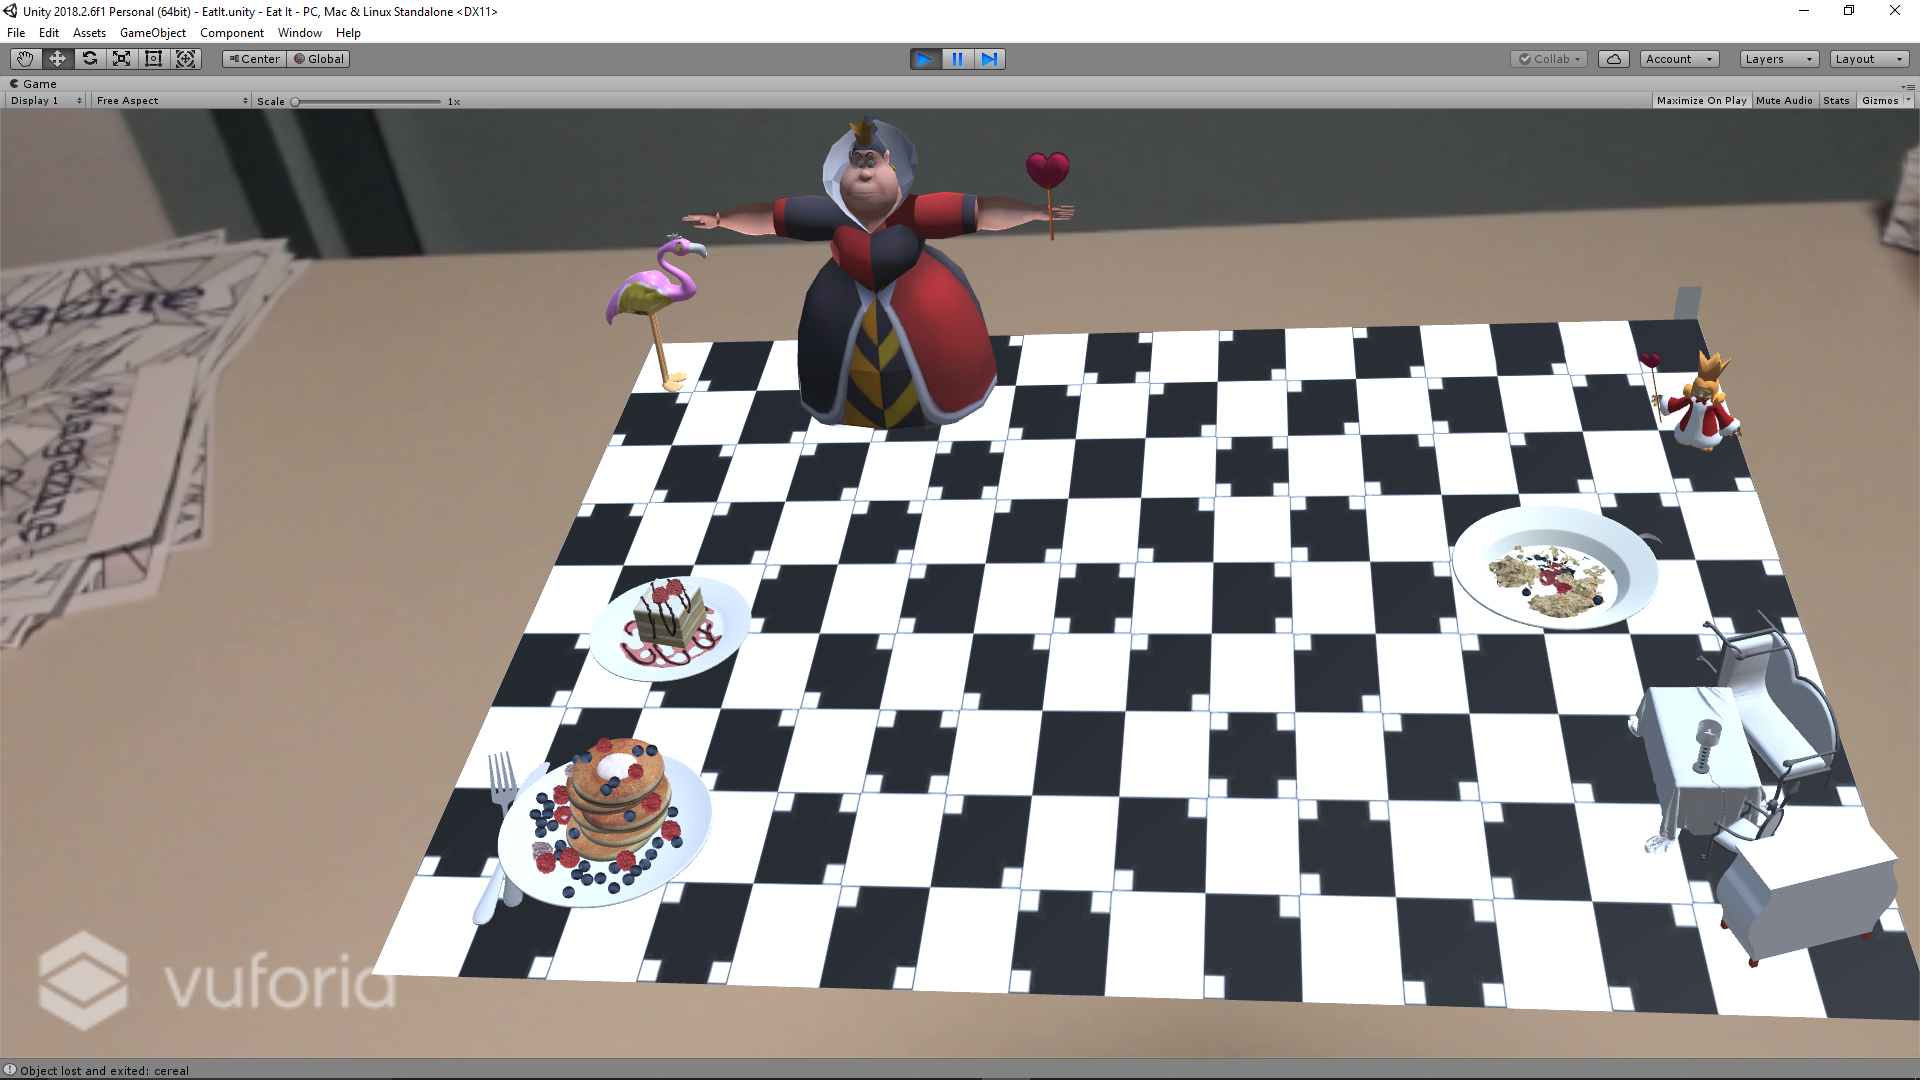 Unity 2018.2.6f1 Personal (64bit) - EatIt.unity - Eat It - PC, Mac & Linux Standalone <DX11>
File Edit Assets GameObject Component Window Help
Center Global Collab Account Layers Layout
Game
Display 1 Free Aspect Scale 1x Maximize On Play Mute Audio Stats Gizmos
azine
Magazine
&
vuforia
Object lost and exited: cereal